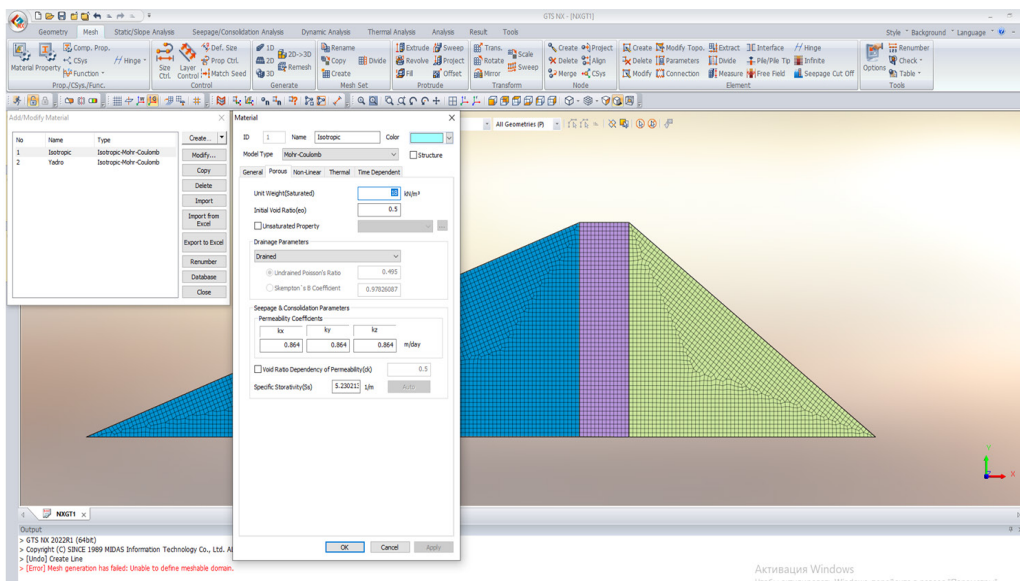 GTS NX - [NXGT1]
Geometry Mesh Static/Slope Analysis Seepage/Consolidation Analysis Dynamic Analysis Thermal Analysis Analysis Result Tools Style Background Language
Material Property
Comp. Prop.
CSys
Function
Hinge
Prop./CSys./Func.
Size Ctrl.
Layer Control
Def. Size
Prop Ctrl.
Match Seed
Control
1D
2D
3D
2D->3D
Remesh
Generate
Rename
Copy
Create
Divide
Mesh Set
Extrude Sweep
Revolve Project
Fill Offset
Protrude
Trans.
Rotate
Mirror
Scale
Sweep
Transform
Create Project
Delete Align
Merge CSys
Node
Create Modify Topo. Extract Interface Hinge
Delete Parameters Divide Pile/Pile Tip Infinite
Modify Connection Measure Free Field Seepage Cut Off
Element
Options
Renumber
Check
Table
Tools
All Geometries (P)
Add/Modify Material
No Name Type
1 Isotropic Isotropic-Mohr-Coulomb
2 Yadro Isotropic-Mohr-Coulomb
Create...
Modify...
Copy
Delete
Import
Import from
Excel
Export to Excel
Renumber
Database
Close
Material
ID 1 Name Isotropic Color
Model Type Mohr-Coulomb Structure
General Porous Non-Linear Thermal Time Dependent
Unit Weight(Saturated) kN/m³
Initial Void Ratio(eo) 0.5
Unsaturated Property
Drainage Parameters
Drained
Undrained Poisson's Ratio 0.495
Skempton`s B Coefficient 0.97826087
Seepage & Consolidation Parameters
Permeability Coefficients
kx ky kz
0.864 0.864 0.864 m/day
Void Ratio Dependency of Permeability(ck) 0.5
Specific Storativity(Ss) 5.230213 1/m Auto
OK Cancel Apply
Y
X
NXGT1
Output
> GTS NX 2022R1 (64bit)
> Copyright (C) SINCE 1989 MIDAS Information Technology Co., Ltd.
> [Undo] Create Line
> [Error] Mesh generation has failed: Unable to define meshable domain.
Активация Windows